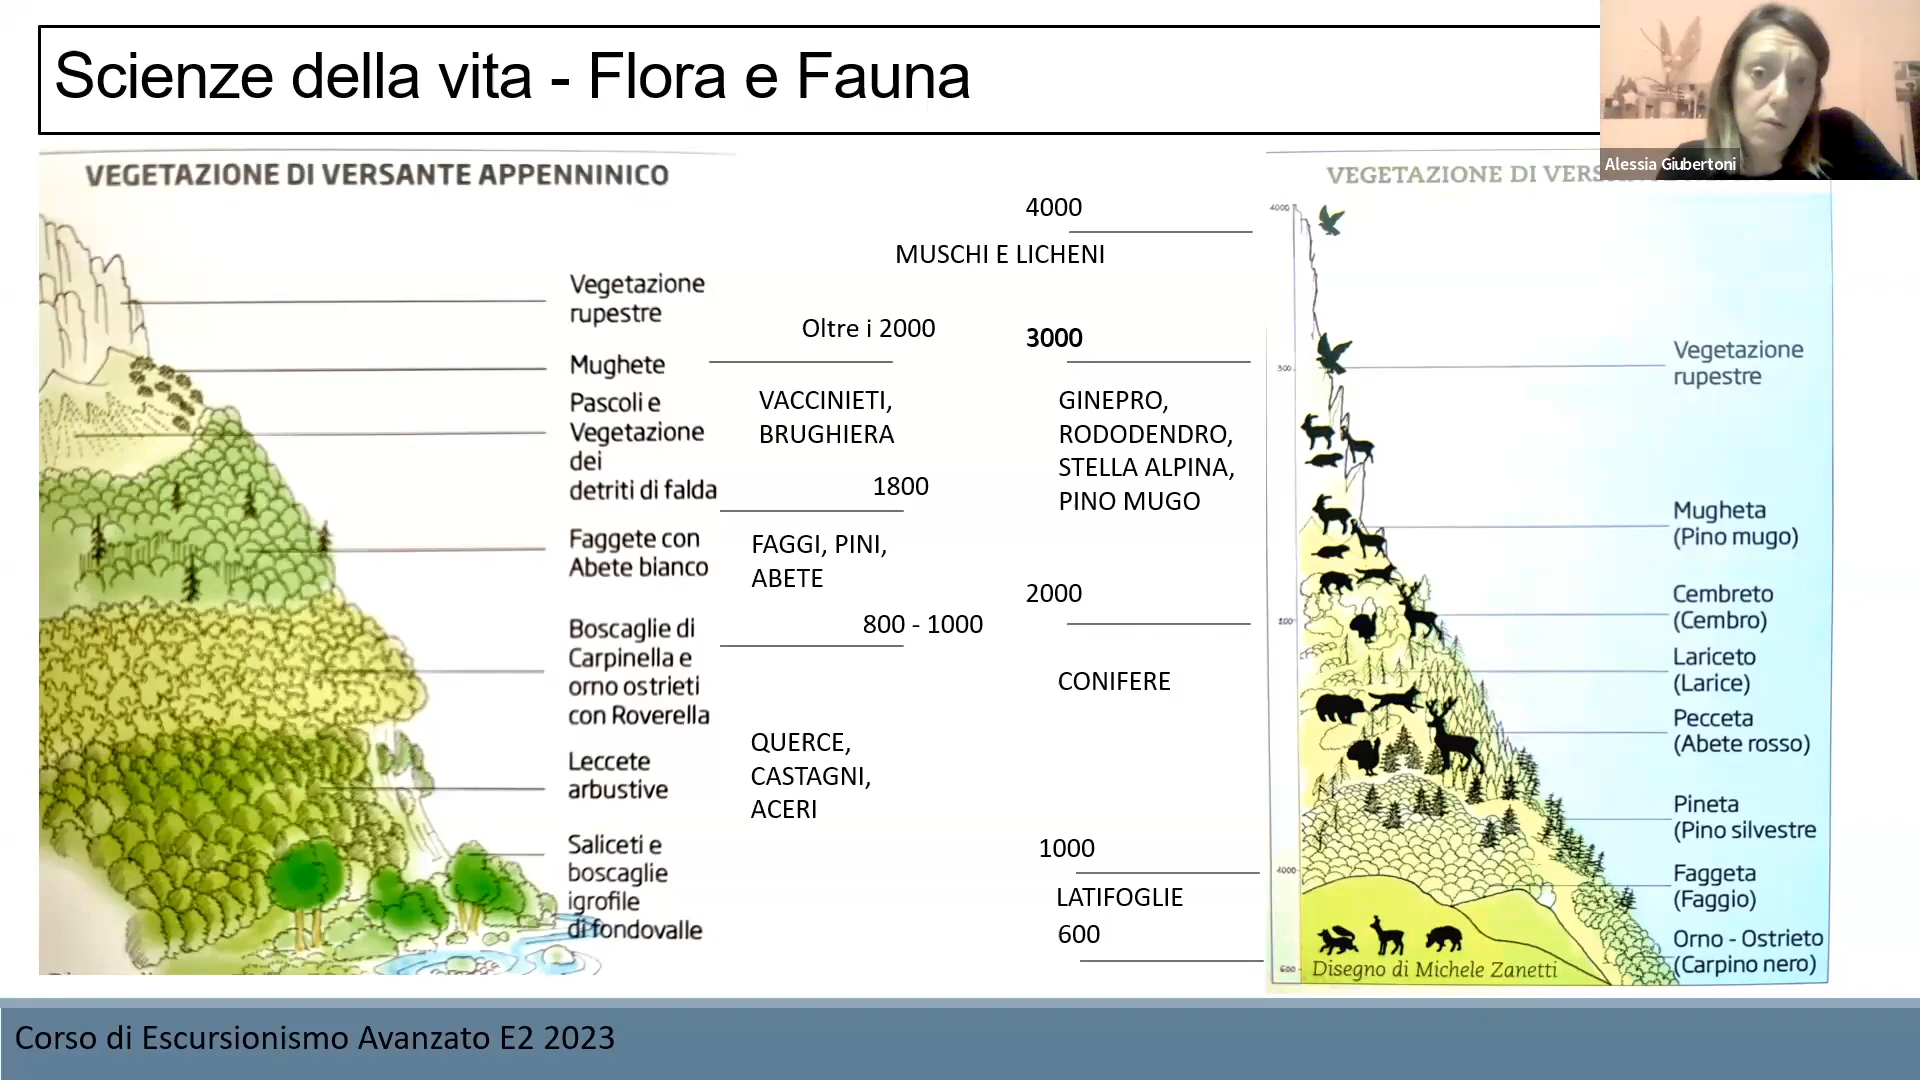 Scienze della vita - Flora e Fauna
Alessia Giubertoni
VEGETAZIONE DI VERSANTE APPENNINICO
Vegetazione
rupestre
Mughete
Pascoli e
Vegetazione
dei
detriti di falda
Faggete con
Abete bianco
Boscaglie di
Carpinella e
orno ostrieti
con Roverella
Leccete
arbustive
Saliceti e
boscaglie
igrofile
di fondovalle
Oltre i 2000
VACCINIETI,
BRUGHIERA
1800
FAGGI, PINI,
ABETE
800 - 1000
QUERCE,
CASTAGNI,
ACERI
4000
MUSCHI E LICHENI
3000
GINEPRO,
RODODENDRO,
STELLA ALPINA,
PINO MUGO
2000
CONIFERE
1000
LATIFOGLIE
600
VEGETAZIONE DI
4000
300
4000
600
Vegetazione
rupestre
Mugheta
(Pino mugo)
Cembreto
(Cembro)
Lariceto
(Larice)
Pecceta
(Abete rosso)
Pineta
(Pino silvestre
Faggeta
(Faggio)
Orno - Ostrieto
(Carpino nero)
Disegno di Michele Zanetti
Corso di Escursionismo Avanzato E2 2023